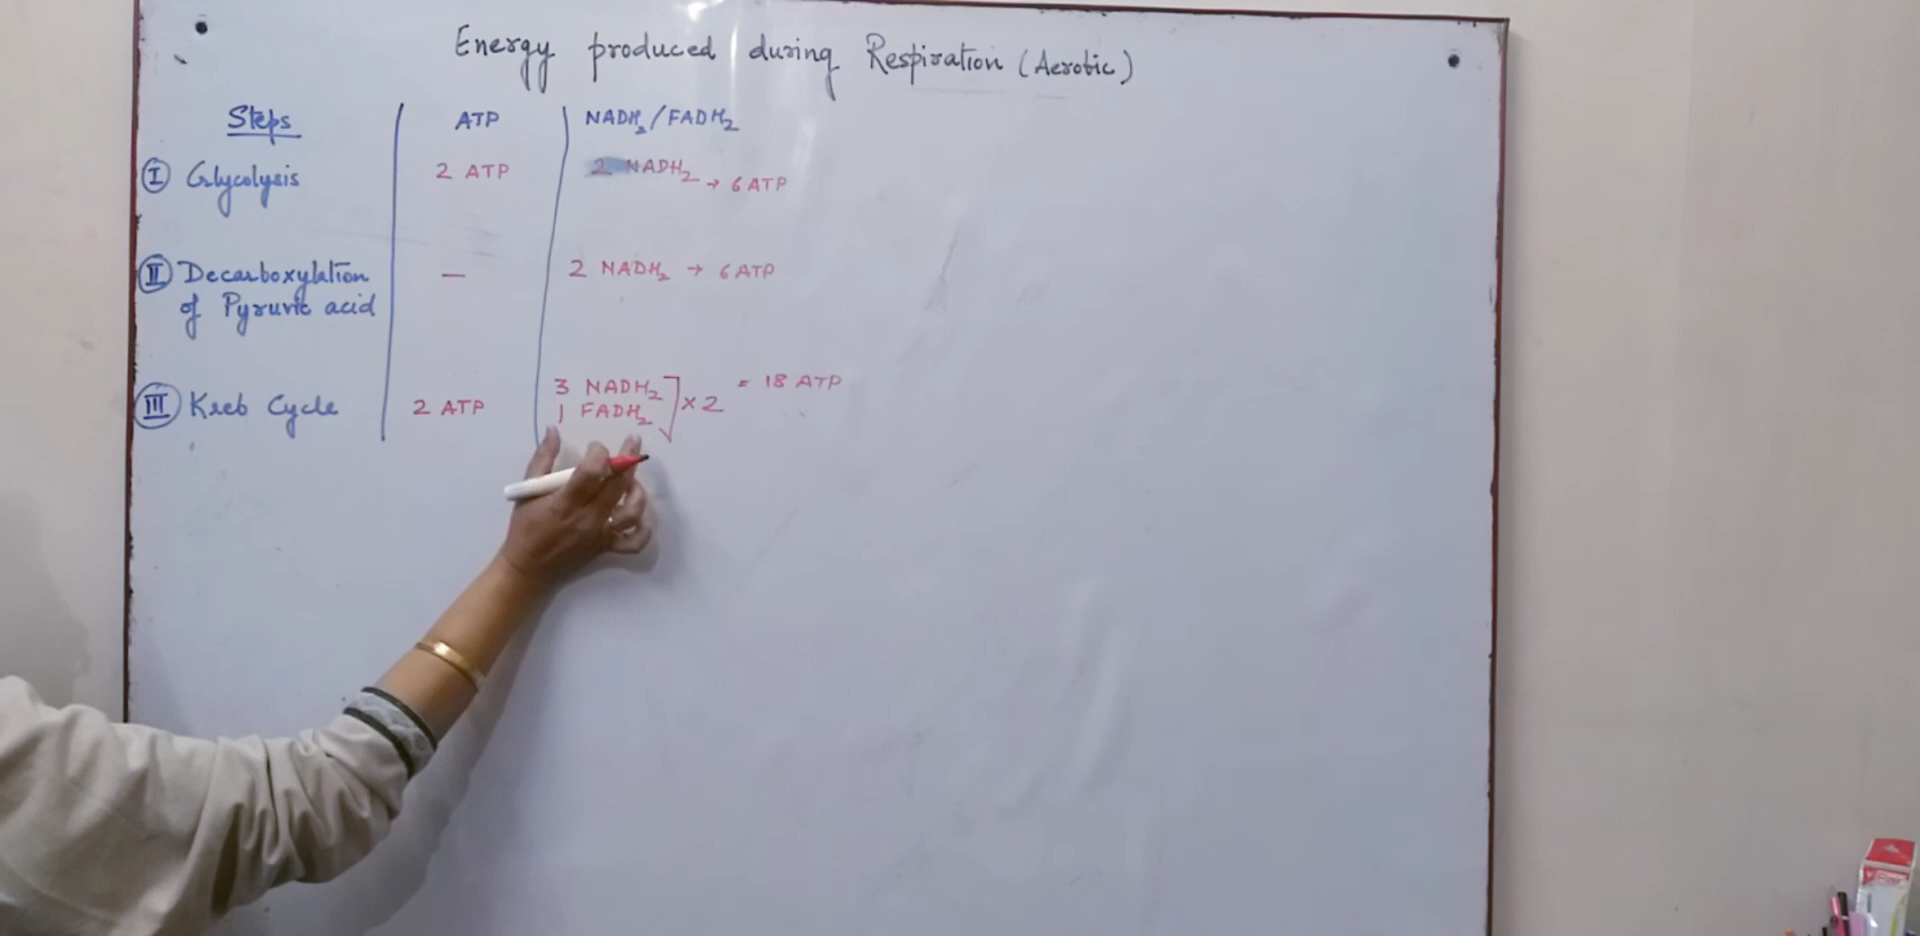 Energy produced during Respiration (Aerobic)
Steps ATP NADH2/FADH2
I Glycolysis 2 ATP 2 NADH2 → 6 ATP
II Decarboxylation — 2 NADH2 → 6 ATP
of Pyruvic acid
III Kreb Cycle 2 ATP 3 NADH2 ] × 2 = 18 ATP
1 FADH2